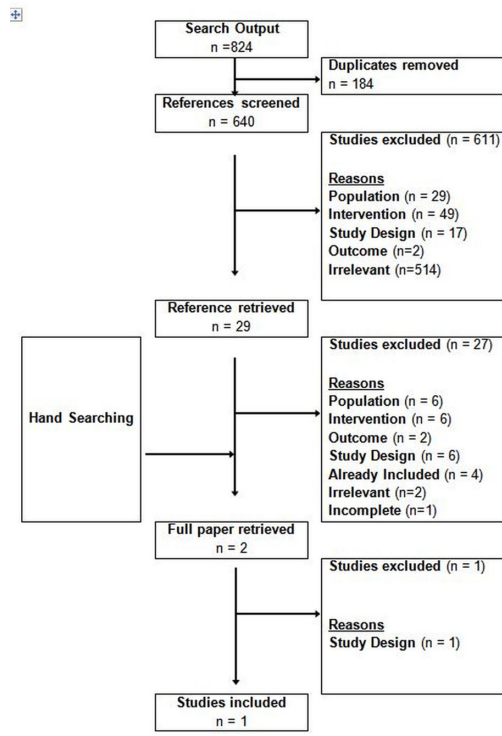 Search Output
n =824
Duplicates removed
n = 184
References screened
n = 640
Studies excluded (n = 611)
Reasons
Population (n = 29)
Intervention (n = 49)
Study Design (n = 17)
Outcome (n=2)
Irrelevant (n=514)
Reference retrieved
n = 29
Hand Searching
Studies excluded (n = 27)
Reasons
Population (n = 6)
Intervention (n = 6)
Outcome (n = 2)
Study Design (n = 6)
Already Included (n = 4)
Irrelevant (n=2)
Incomplete (n=1)
Full paper retrieved
n = 2
Studies excluded (n = 1)
Reasons
Study Design (n = 1)
Studies included
n = 1